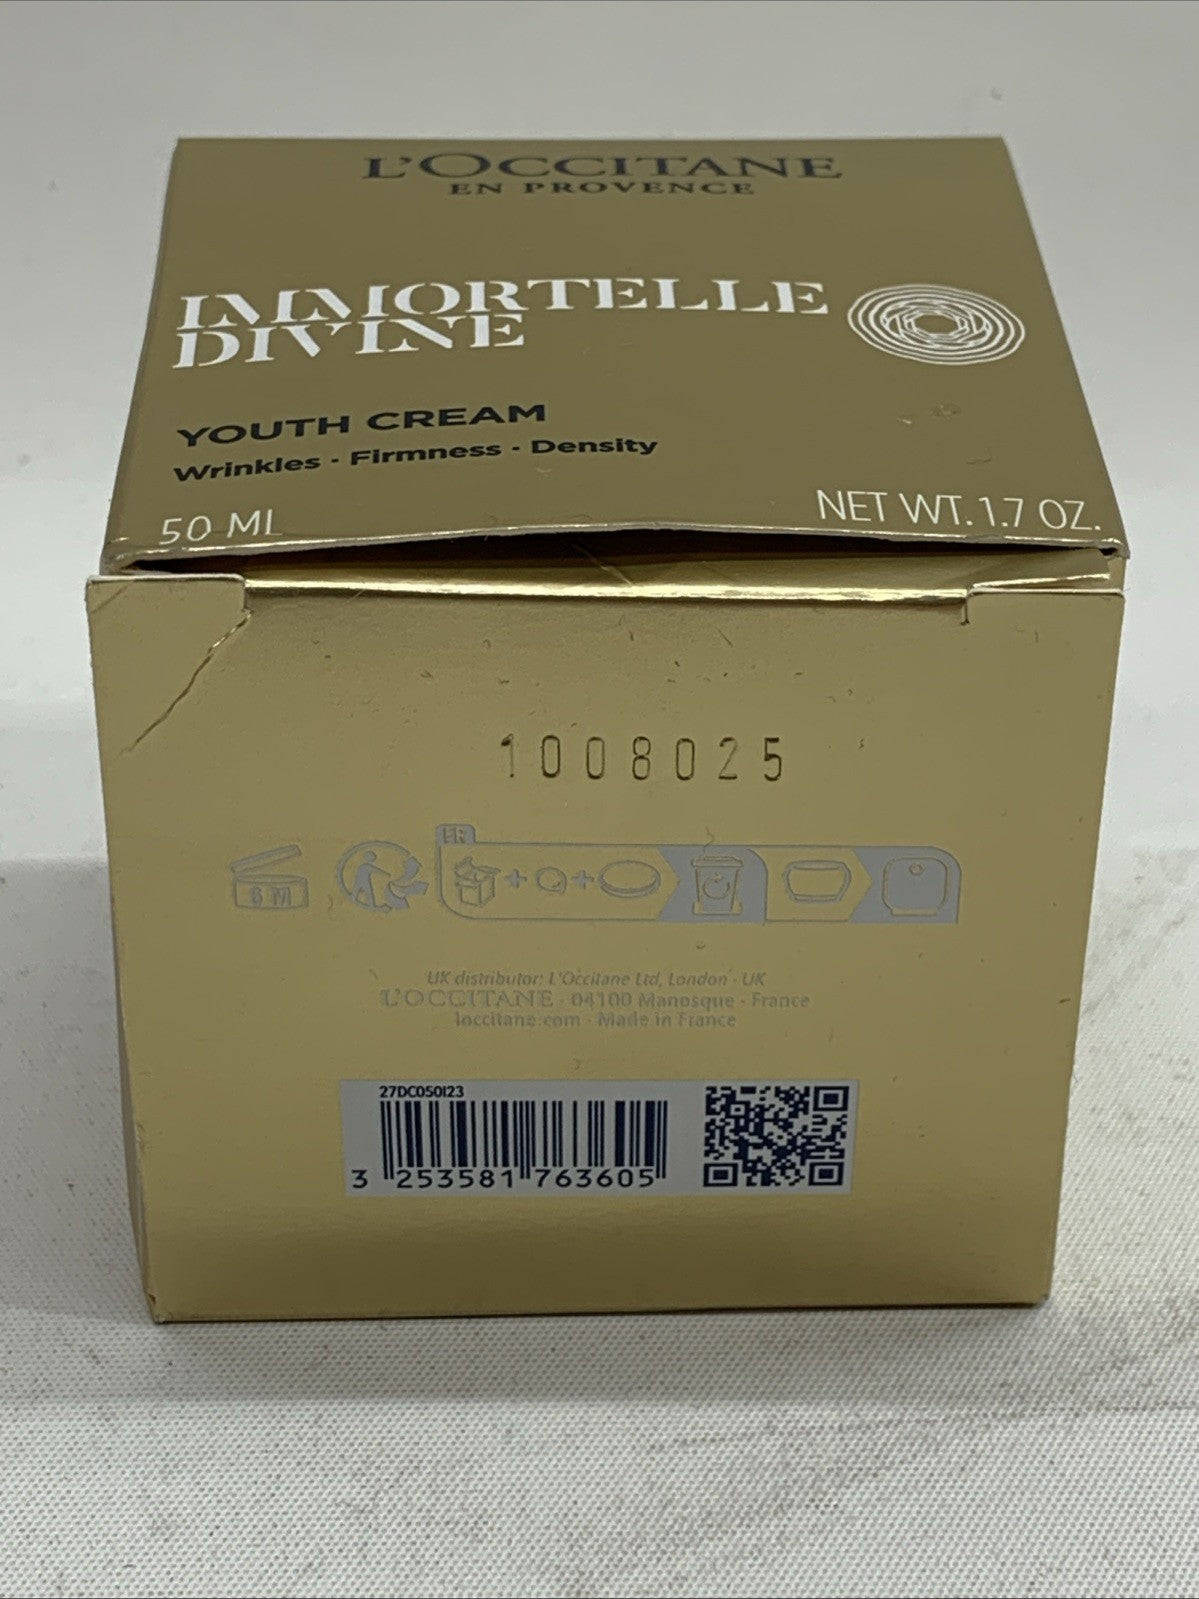 L'OCCITANE
EN PROVENCE
IMMORTELLE
DIVINE
YOUTH CREAM
Wrinkles · Firmness · Density
50 ML
NET WT. 1.7 OZ.
1008025
FR
6 M
UK distributor: L'Occitane Ltd, London - UK
L'OCCITANE - 04100 Manosque - France
loccitane.com - Made in France
27DC050I23
3 253581 763605